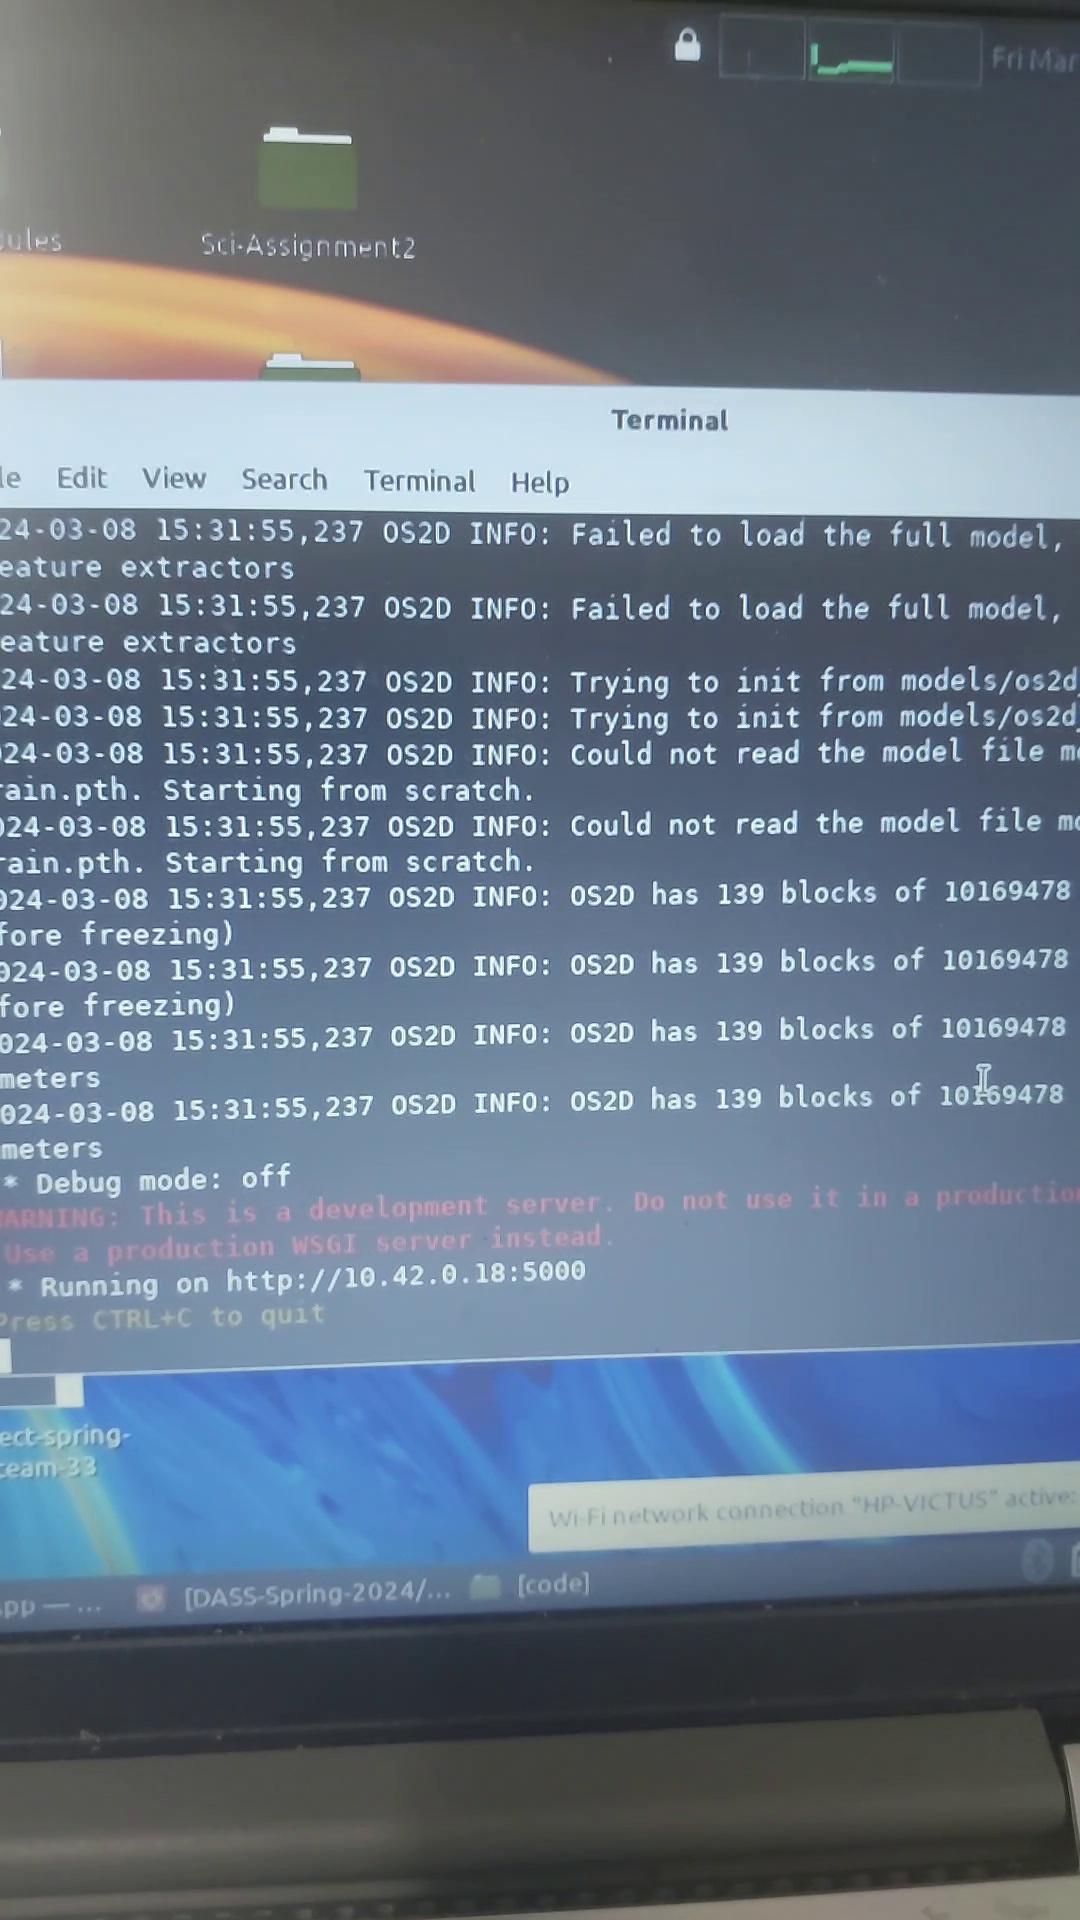 Fri Mar
ules
Sci-Assignment2
Terminal
le Edit View Search Terminal Help
24-03-08 15:31:55,237 OS2D INFO: Failed to load the full model,
eature extractors
24-03-08 15:31:55,237 OS2D INFO: Failed to load the full model,
eature extractors
24-03-08 15:31:55,237 OS2D INFO: Trying to init from models/os2d_
24-03-08 15:31:55,237 OS2D INFO: Trying to init from models/os2d_
024-03-08 15:31:55,237 OS2D INFO: Could not read the model file mo
rain.pth. Starting from scratch.
024-03-08 15:31:55,237 OS2D INFO: Could not read the model file mo
rain.pth. Starting from scratch.
024-03-08 15:31:55,237 OS2D INFO: OS2D has 139 blocks of 10169478
fore freezing)
024-03-08 15:31:55,237 OS2D INFO: OS2D has 139 blocks of 10169478
fore freezing)
024-03-08 15:31:55,237 OS2D INFO: OS2D has 139 blocks of 10169478
meters
024-03-08 15:31:55,237 OS2D INFO: OS2D has 139 blocks of 10169478
meters
* Debug mode: off
WARNING: This is a development server. Do not use it in a production
Use a production WSGI server instead.
* Running on http://10.42.0.18:5000
Press CTRL+C to quit
ect-spring-
team-33
Wi-Fi network connection "HP-VICTUS" active:
pp — ... [DASS-Spring-2024/... [code]